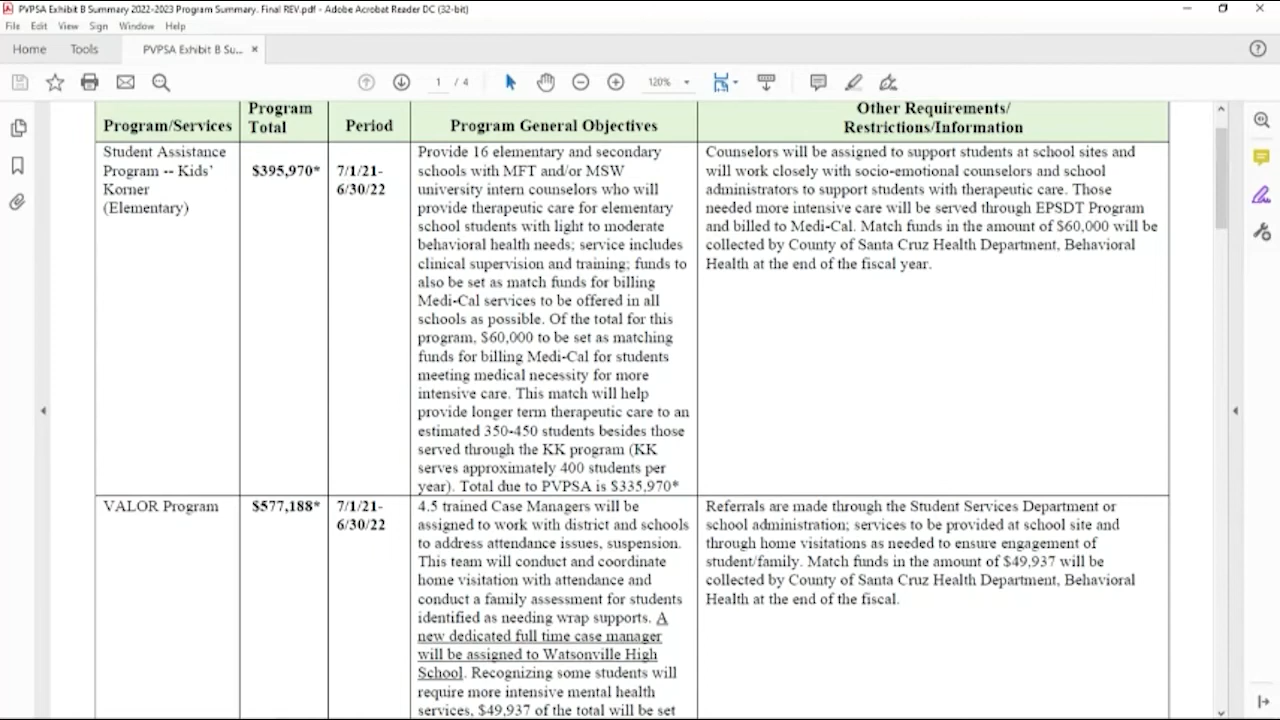 PVPSA Exhibit B Summary 2022-2023 Program Summary. Final REV.pdf - Adobe Acrobat Reader DC (32-bit)
File Edit View Sign Window Help
Home Tools PVPSA Exhibit B Su... ×
1 / 4 120%
Program/Services
Program
Total
Period
Program General Objectives
Other Requirements/
Restrictions/Information
Student Assistance
Program -- Kids'
Korner
(Elementary)
$395,970*
7/1/21-
6/30/22
Provide 16 elementary and secondary
schools with MFT and/or MSW
university intern counselors who will
provide therapeutic care for elementary
school students with light to moderate
behavioral health needs; service includes
clinical supervision and training; funds to
also be set as match funds for billing
Medi-Cal services to be offered in all
schools as possible. Of the total for this
program, $60,000 to be set as matching
funds for billing Medi-Cal for students
meeting medical necessity for more
intensive care. This match will help
provide longer term therapeutic care to an
estimated 350-450 students besides those
served through the KK program (KK
serves approximately 400 students per
year). Total due to PVPSA is $335,970*
Counselors will be assigned to support students at school sites and
will work closely with socio-emotional counselors and school
administrators to support students with therapeutic care. Those
needed more intensive care will be served through EPSDT Program
and billed to Medi-Cal. Match funds in the amount of $60,000 will be
collected by County of Santa Cruz Health Department, Behavioral
Health at the end of the fiscal year.
VALOR Program
$577,188*
7/1/21-
6/30/22
4.5 trained Case Managers will be
assigned to work with district and schools
to address attendance issues, suspension.
This team will conduct and coordinate
home visitation with attendance and
conduct a family assessment for students
identified as needing wrap supports. A
new dedicated full time case manager
will be assigned to Watsonville High
School. Recognizing some students will
require more intensive mental health
services, $49,937 of the total will be set
Referrals are made through the Student Services Department or
school administration; services to be provided at school site and
through home visitations as needed to ensure engagement of
student/family. Match funds in the amount of $49,937 will be
collected by County of Santa Cruz Health Department, Behavioral
Health at the end of the fiscal.